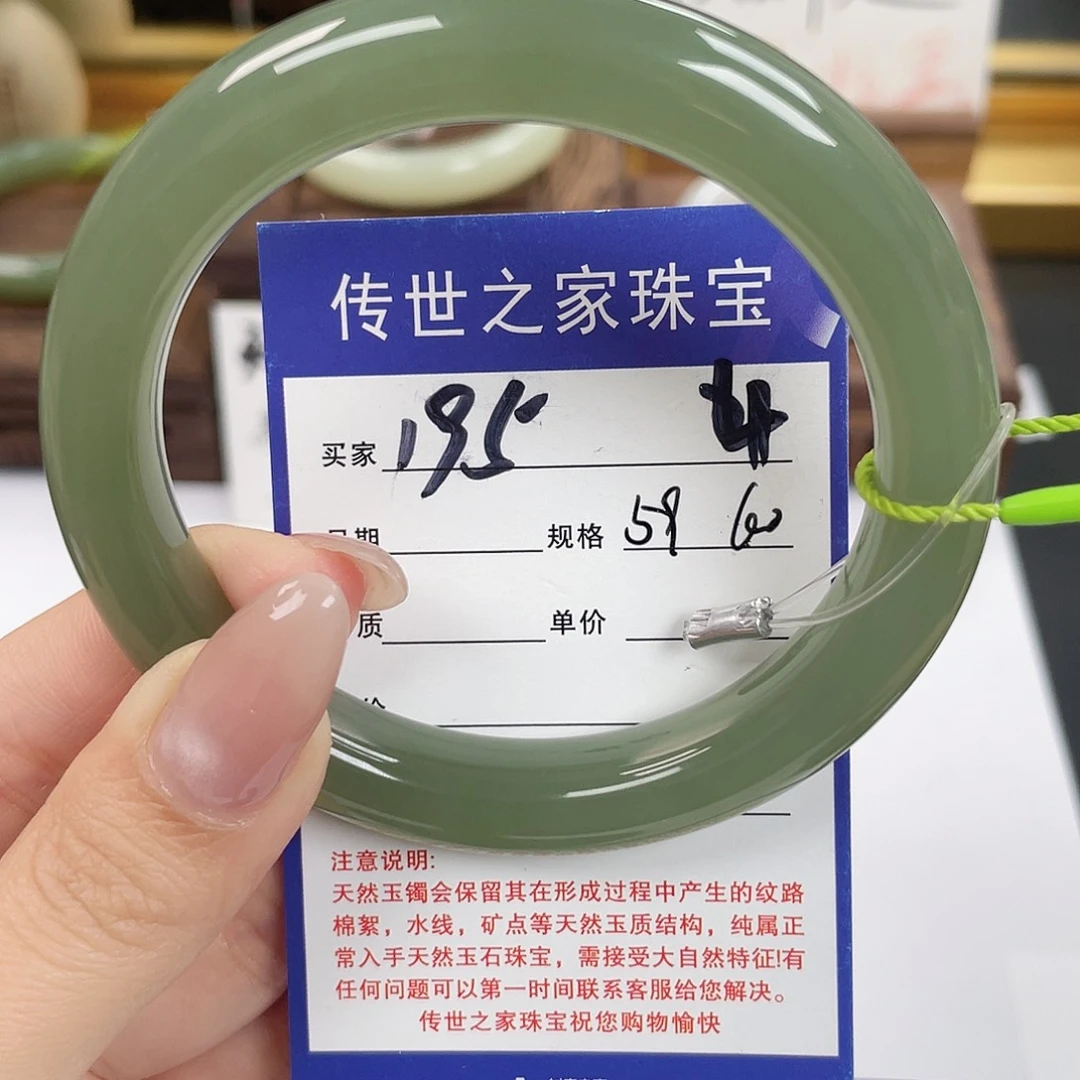 传世之家珠宝
买家 195
期 规格 59 60
质 单价
注意说明:
天然玉镯会保留其在形成过程中产生的纹路
棉絮，水线，矿点等天然玉质结构，纯属正
常入手天然玉石珠宝，需接受大自然特征!有
任何问题可以第一时间联系客服给您解决。
传世之家珠宝祝您购物愉快